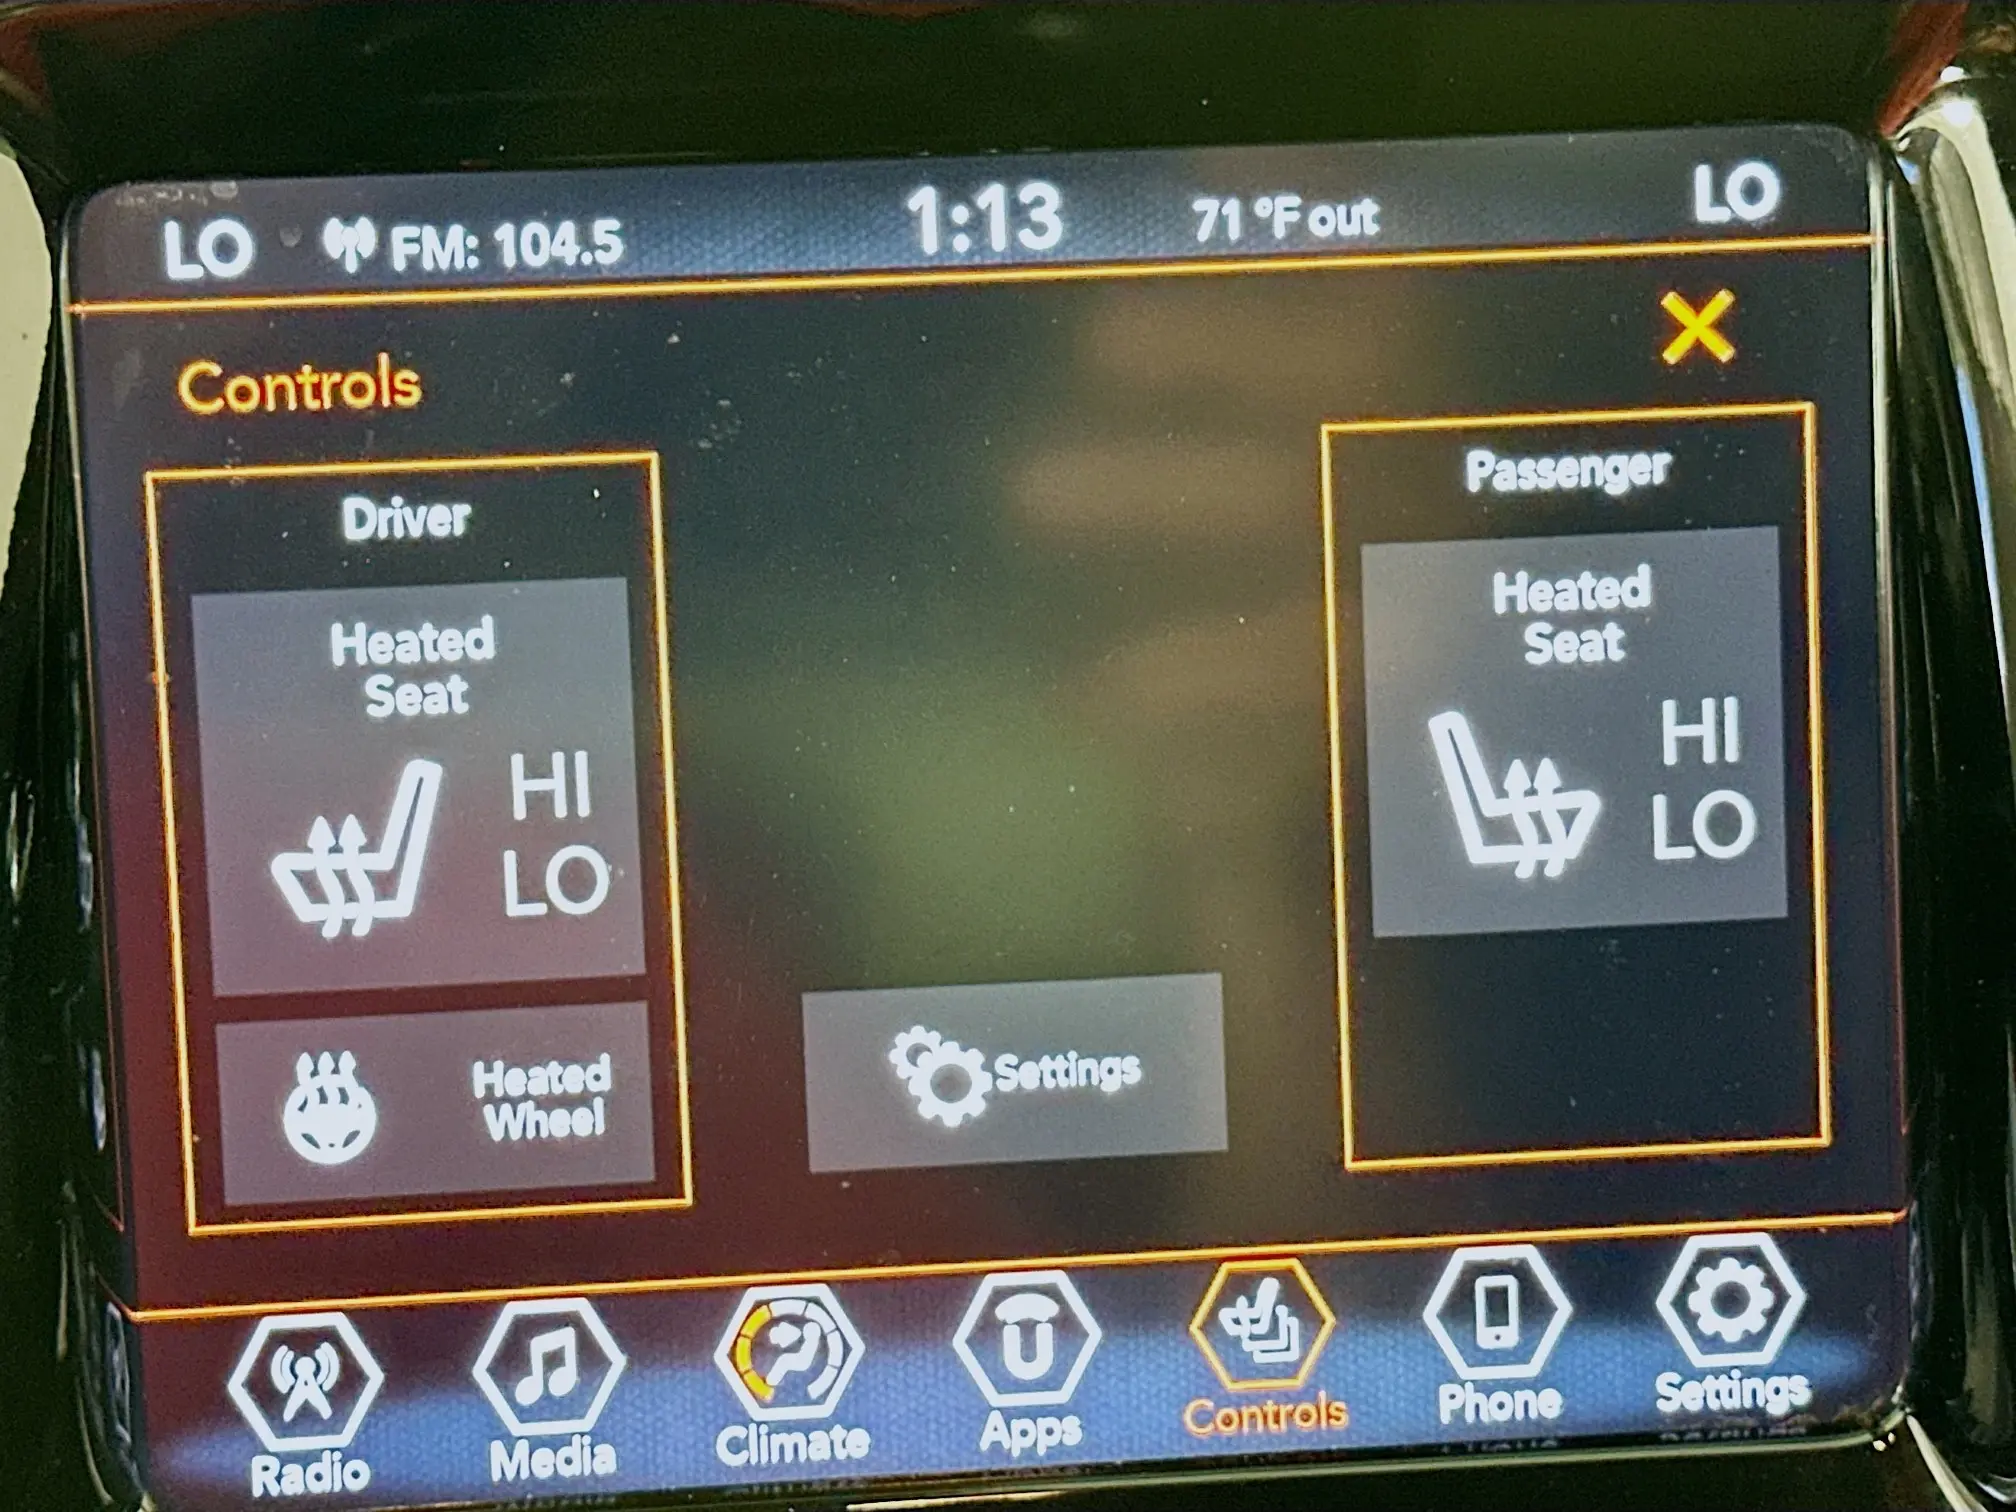 LO FM: 104.5 1:13 71 °F out LO
Controls
Driver
Heated
Seat
HI
LO
Heated
Wheel
Settings
Passenger
Heated
Seat
HI
LO
Radio Media Climate Apps Controls Phone Settings